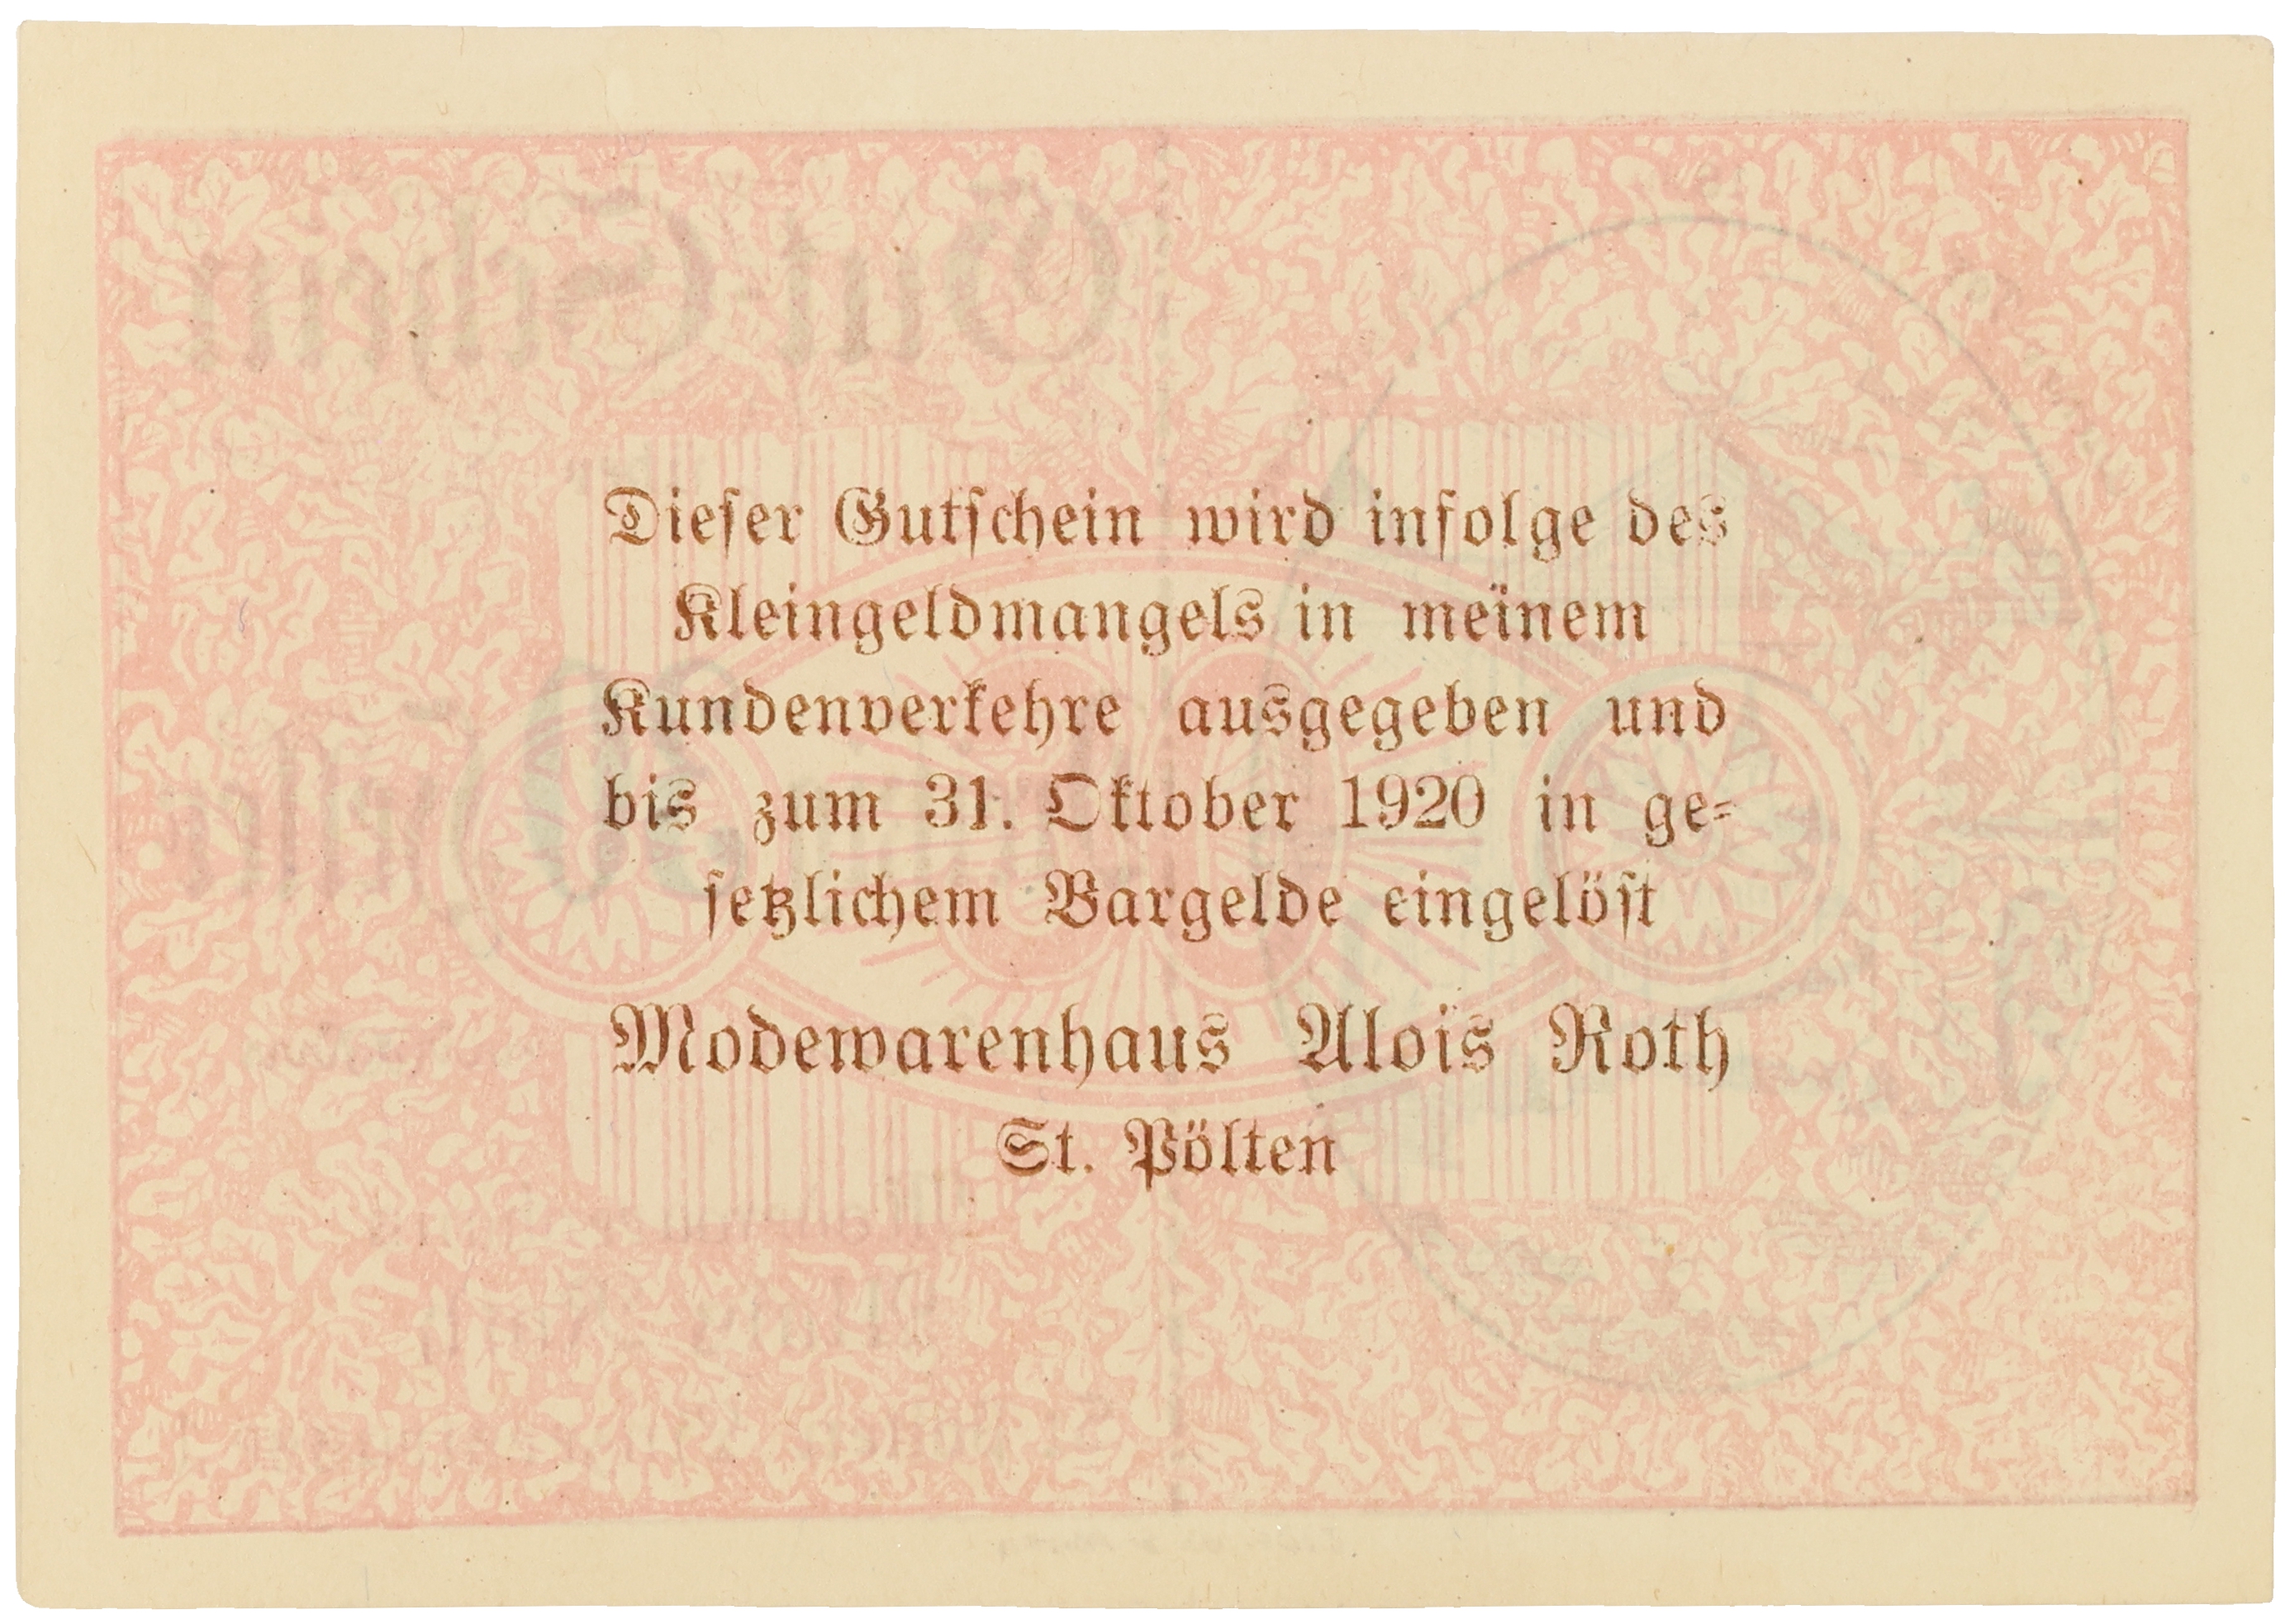 Dieser Gutschein wird infolge des
Kleingeldmangels in meinem
Kundenverkehre ausgegeben und
bis zum 31. Oktober 1920 in ge-
setzlichem Bargelde eingelöst
Modewarenhaus Alois Roth
St. Pölten